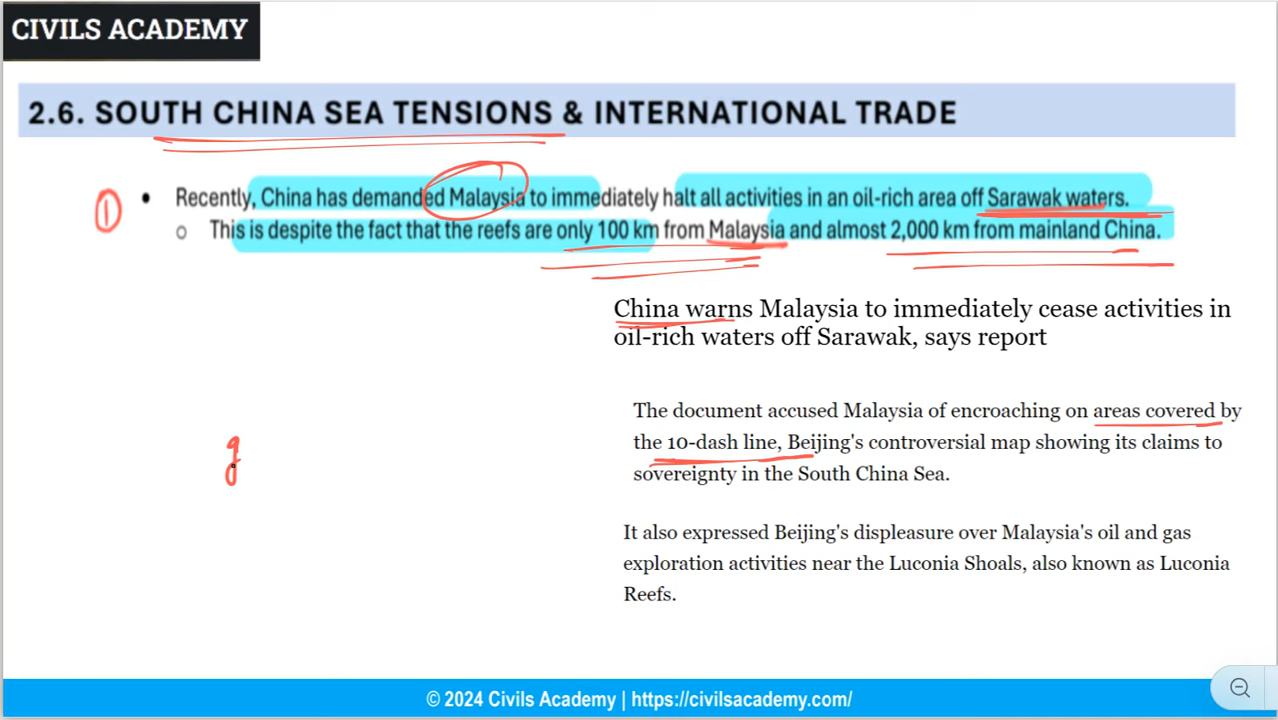 CIVILS ACADEMY
2.6. SOUTH CHINA SEA TENSIONS & INTERNATIONAL TRADE
① • Recently, China has demanded Malaysia to immediately halt all activities in an oil-rich area off Sarawak waters.
○ This is despite the fact that the reefs are only 100 km from Malaysia and almost 2,000 km from mainland China.
China warns Malaysia to immediately cease activities in
oil-rich waters off Sarawak, says report
The document accused Malaysia of encroaching on areas covered by
the 10-dash line, Beijing's controversial map showing its claims to
sovereignty in the South China Sea.
It also expressed Beijing's displeasure over Malaysia's oil and gas
exploration activities near the Luconia Shoals, also known as Luconia
Reefs.
© 2024 Civils Academy | https://civilsacademy.com/